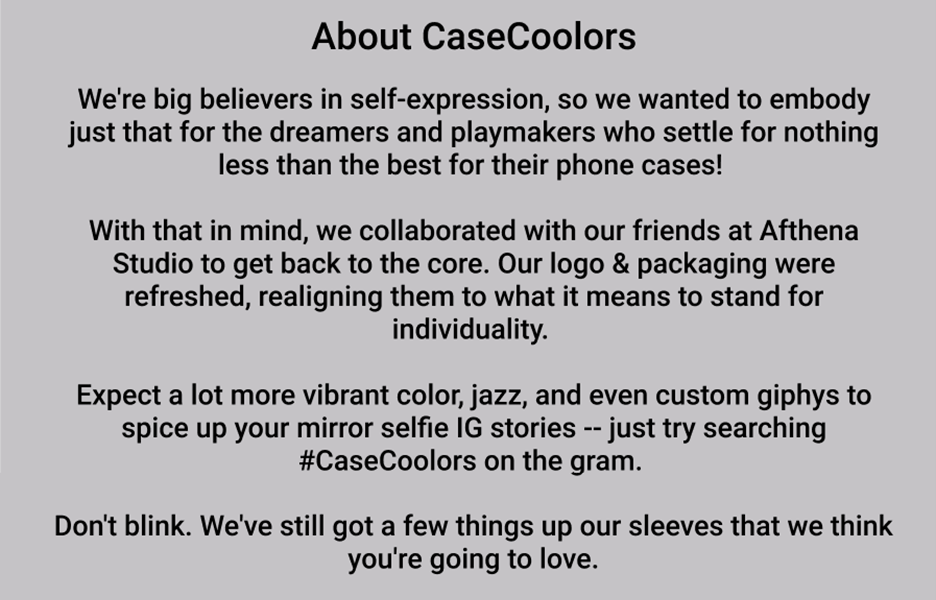 About CaseCoolors
We're big believers in self-expression, so we wanted to embody
just that for the dreamers and playmakers who settle for nothing
less than the best for their phone cases!
With that in mind, we collaborated with our friends at Afthena
Studio to get back to the core. Our logo & packaging were
refreshed, realigning them to what it means to stand for
individuality.
Expect a lot more vibrant color, jazz, and even custom giphys to
spice up your mirror selfie IG stories -- just try searching
#CaseCoolors on the gram.
Don't blink. We've still got a few things up our sleeves that we think
you're going to love.